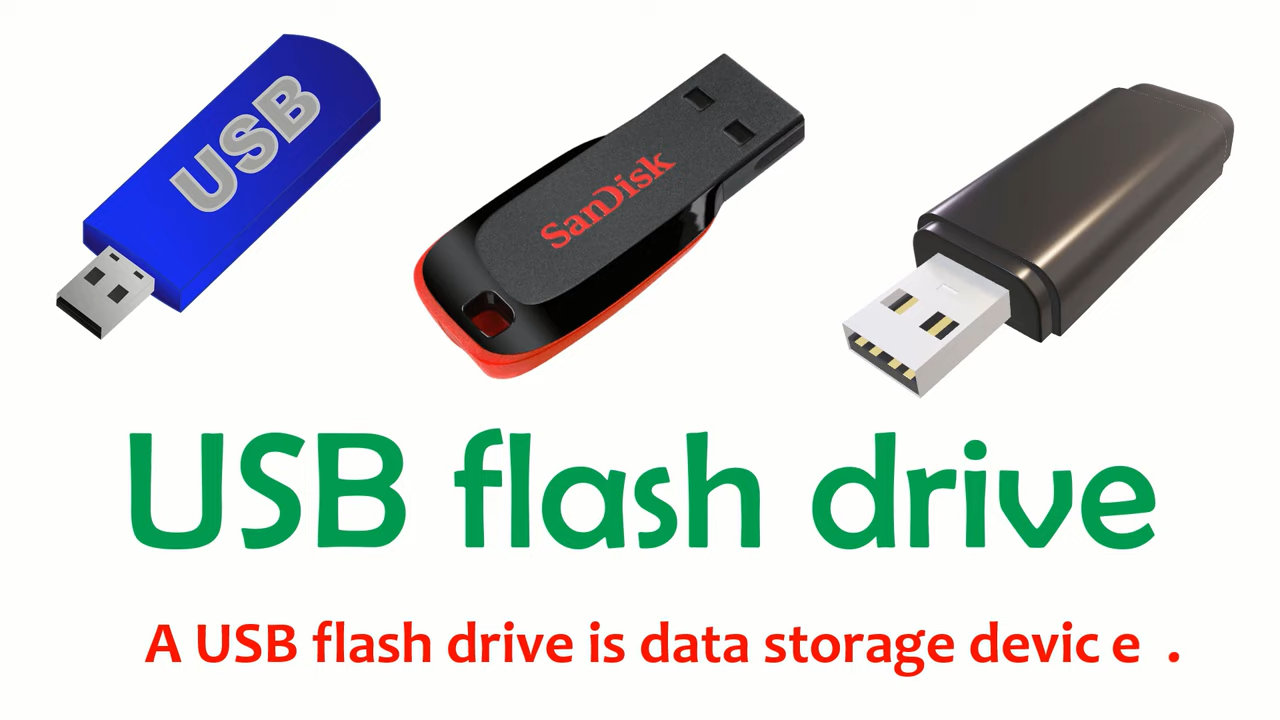 USB
SanDisk
USB flash drive
A USB flash drive is data storage devic e .